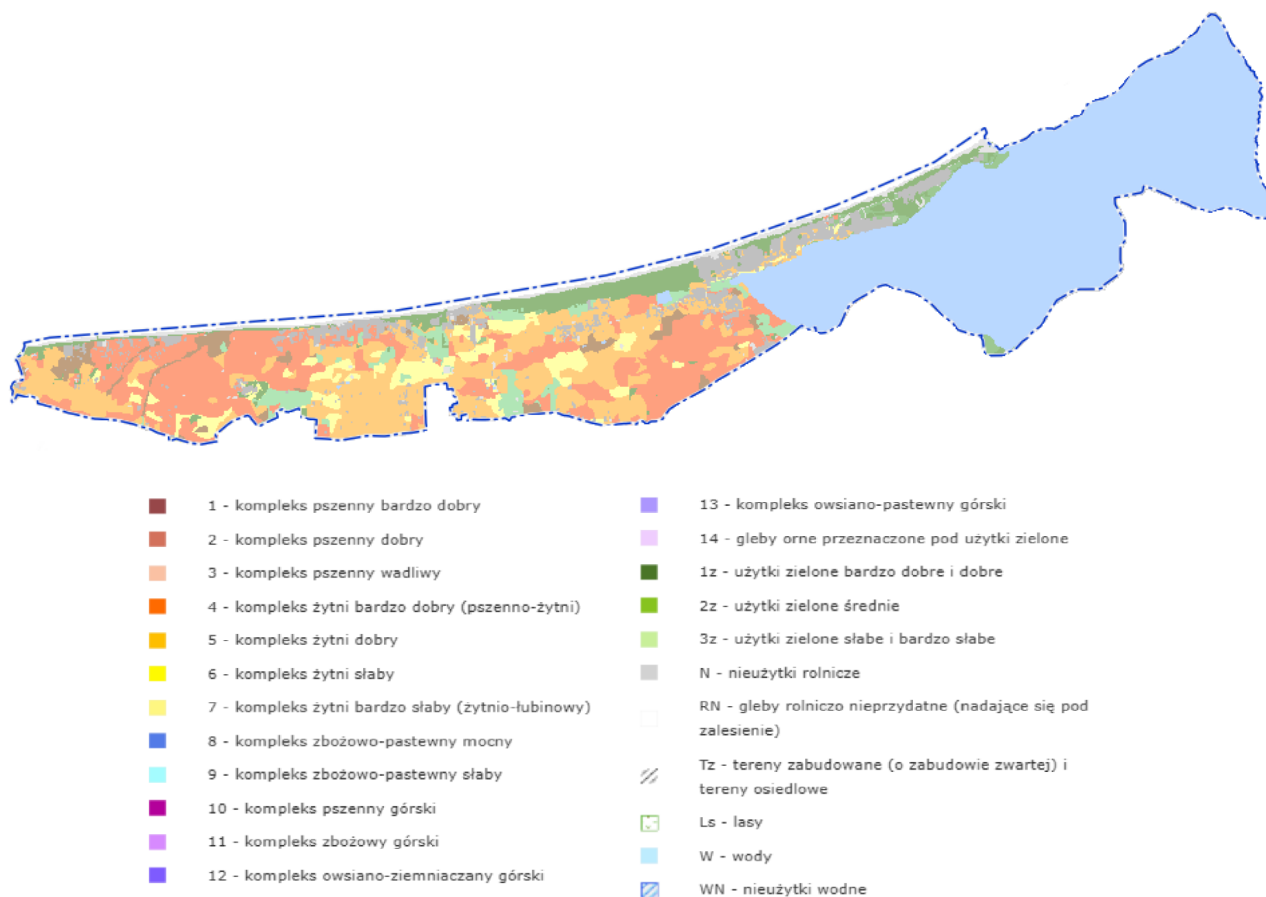 1 - kompleks pszenny bardzo dobry
2 - kompleks pszenny dobry
3 - kompleks pszenny wadliwy
4 - kompleks żytni bardzo dobry (pszenno-żytni)
5 - kompleks żytni dobry
6 - kompleks żytni słaby
7 - kompleks żytni bardzo słaby (żytnio-łubinowy)
8 - kompleks zbożowo-pastewny mocny
9 - kompleks zbożowo-pastewny słaby
10 - kompleks pszenny górski
11 - kompleks zbożowy górski
12 - kompleks owsiano-ziemniaczany górski
13 - kompleks owsiano-pastewny górski
14 - gleby orne przeznaczone pod użytki zielone
1z - użytki zielone bardzo dobre i dobre
2z - użytki zielone średnie
3z - użytki zielone słabe i bardzo słabe
N - nieużytki rolnicze
RN - gleby rolniczo nieprzydatne (nadające się pod
zalesienie)
Tz - tereny zabudowane (o zabudowie zwartej) i
tereny osiedlowe
Ls - lasy
W - wody
WN - nieużytki wodne